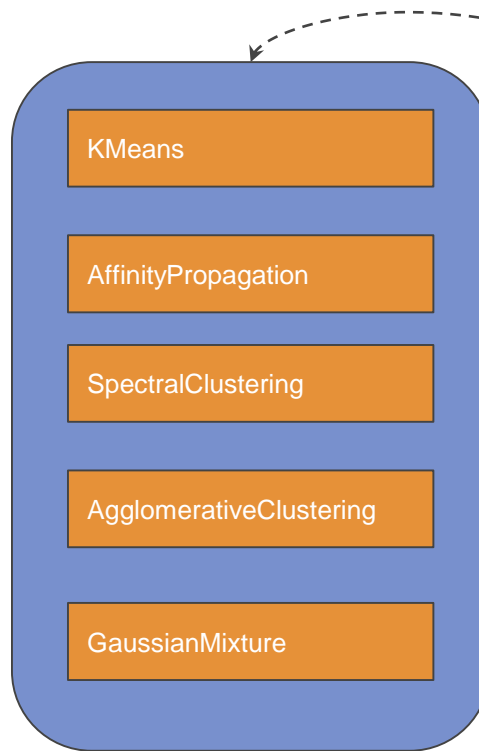 KMeans
AffinityPropagation
SpectralClustering
AgglomerativeClustering
GaussianMixture